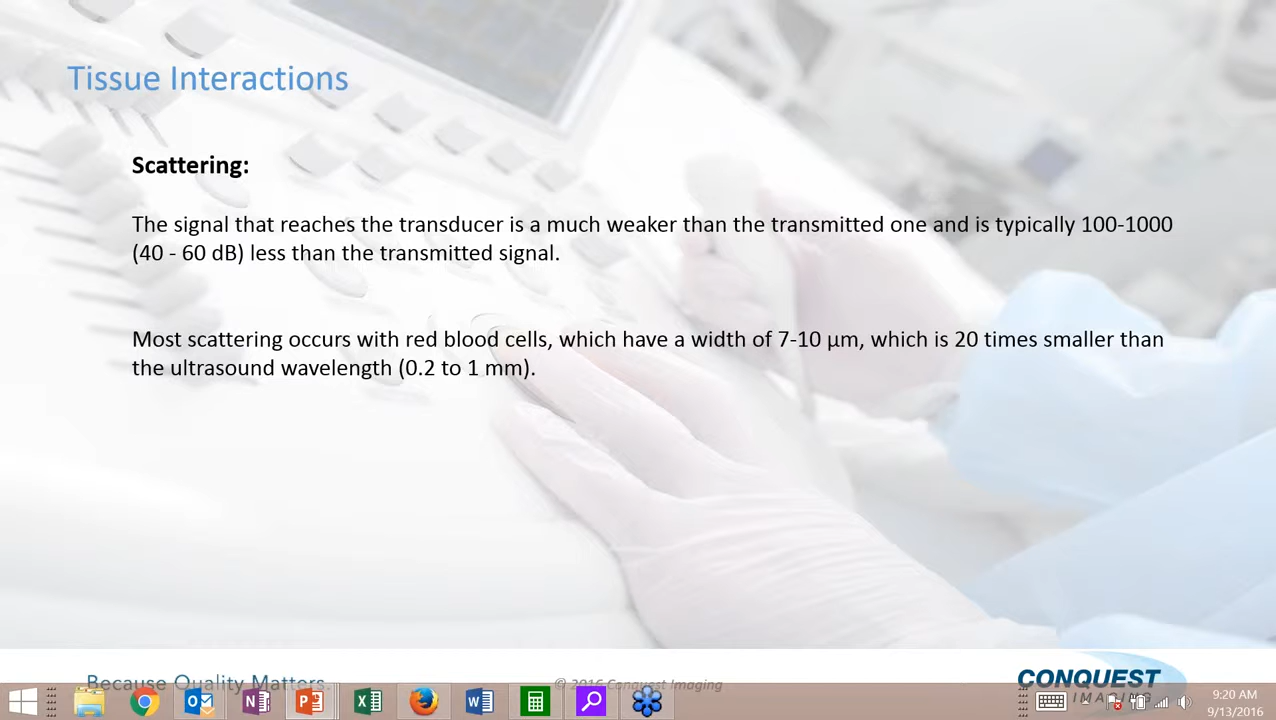 Tissue Interactions
Scattering:
The signal that reaches the transducer is a much weaker than the transmitted one and is typically 100-1000
(40 - 60 dB) less than the transmitted signal.
Most scattering occurs with red blood cells, which have a width of 7-10 µm, which is 20 times smaller than
the ultrasound wavelength (0.2 to 1 mm).
Because Quality Matters.
© 2016 Conquest Imaging
CONQUEST
IMAGING
9:20 AM
9/13/2016